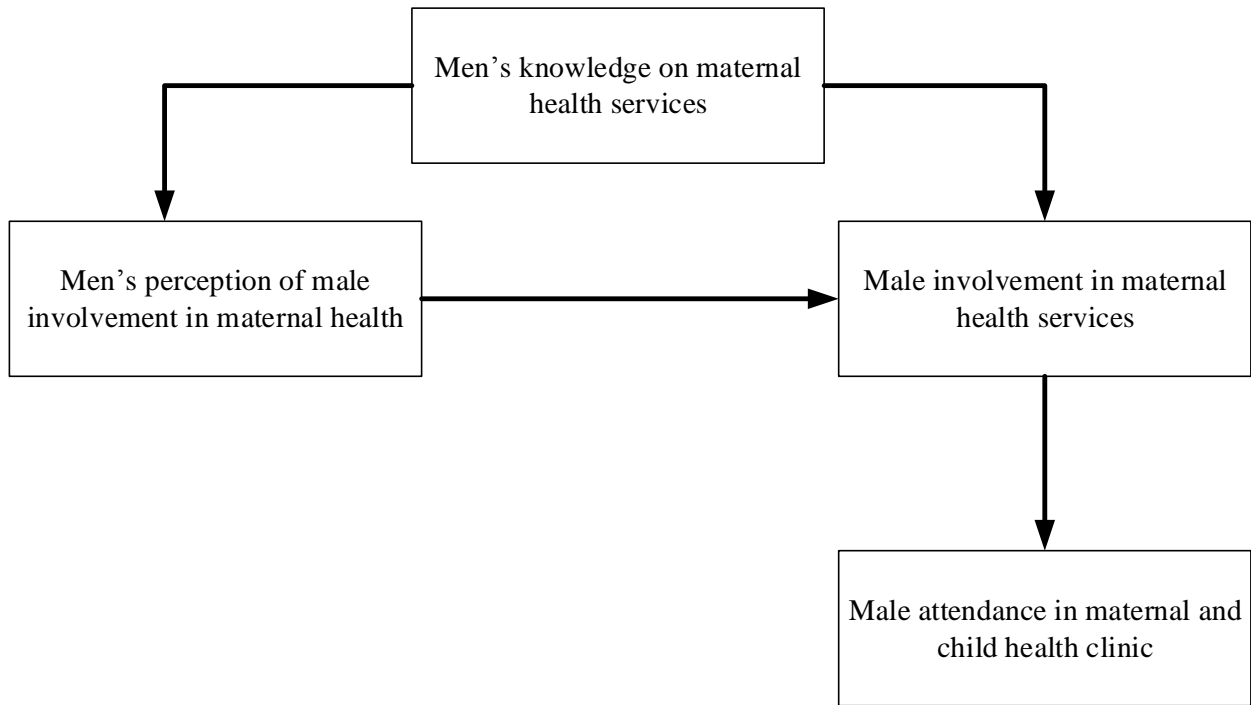 Men’s knowledge on maternal
health services
Men’s perception of male
involvement in maternal health
Male involvement in maternal
health services
Male attendance in maternal and
child health clinic